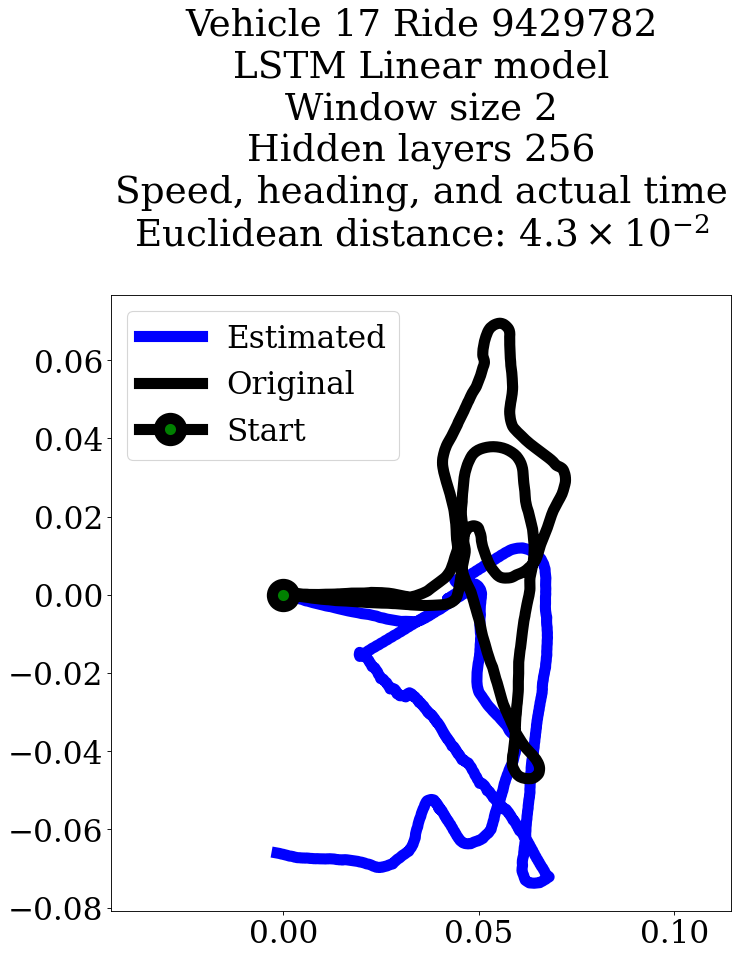 Vehicle 17 Ride 9429782
LSTM Linear model
Window size 2
Hidden layers 256
Speed, heading, and actual time
Euclidean distance: 4.3 × 10⁻²
Estimated
Original
Start
0.06
0.04
0.02
0.00
−0.02
−0.04
−0.06
−0.08
0.00 0.05 0.10